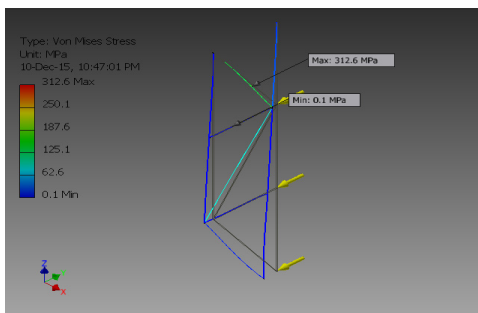 Type: Von Mises Stress
Unit: MPa
10-Dec-15, 10:47:01 PM
312.6 Max
250.1
187.6
125.1
62.6
0.1 Min
Max: 312.6 MPa
Min: 0.1 MPa
Z
X